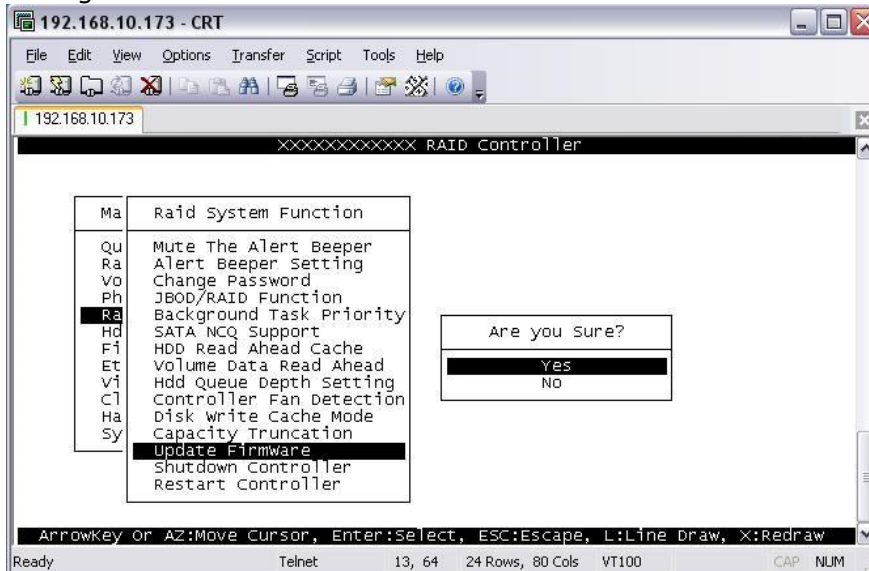 192.168.10.173 - CRT
File Edit View Options Transfer Script Tools Help
192.168.10.173
XXXXXXXXXXXX RAID Controller
Ma
Qu
Ra
Vo
Ph
Ra
Hd
Fi
Et
Vi
Cl
Ha
Sy
Raid System Function
Mute The Alert Beeper
Alert Beeper Setting
Change Password
JBOD/RAID Function
Background Task Priority
SATA NCQ Support
HDD Read Ahead Cache
Volume Data Read Ahead
Hdd Queue Depth Setting
Controller Fan Detection
Disk Write Cache Mode
Capacity Truncation
Update FirmWare
Shutdown Controller
Restart Controller
Are you Sure?
Yes
No
ArrowKey Or AZ:Move Cursor, Enter:Select, ESC:Escape, L:Line Draw, X:Redraw
Ready Telnet 13, 64 24 Rows, 80 Cols VT100 CAP NUM